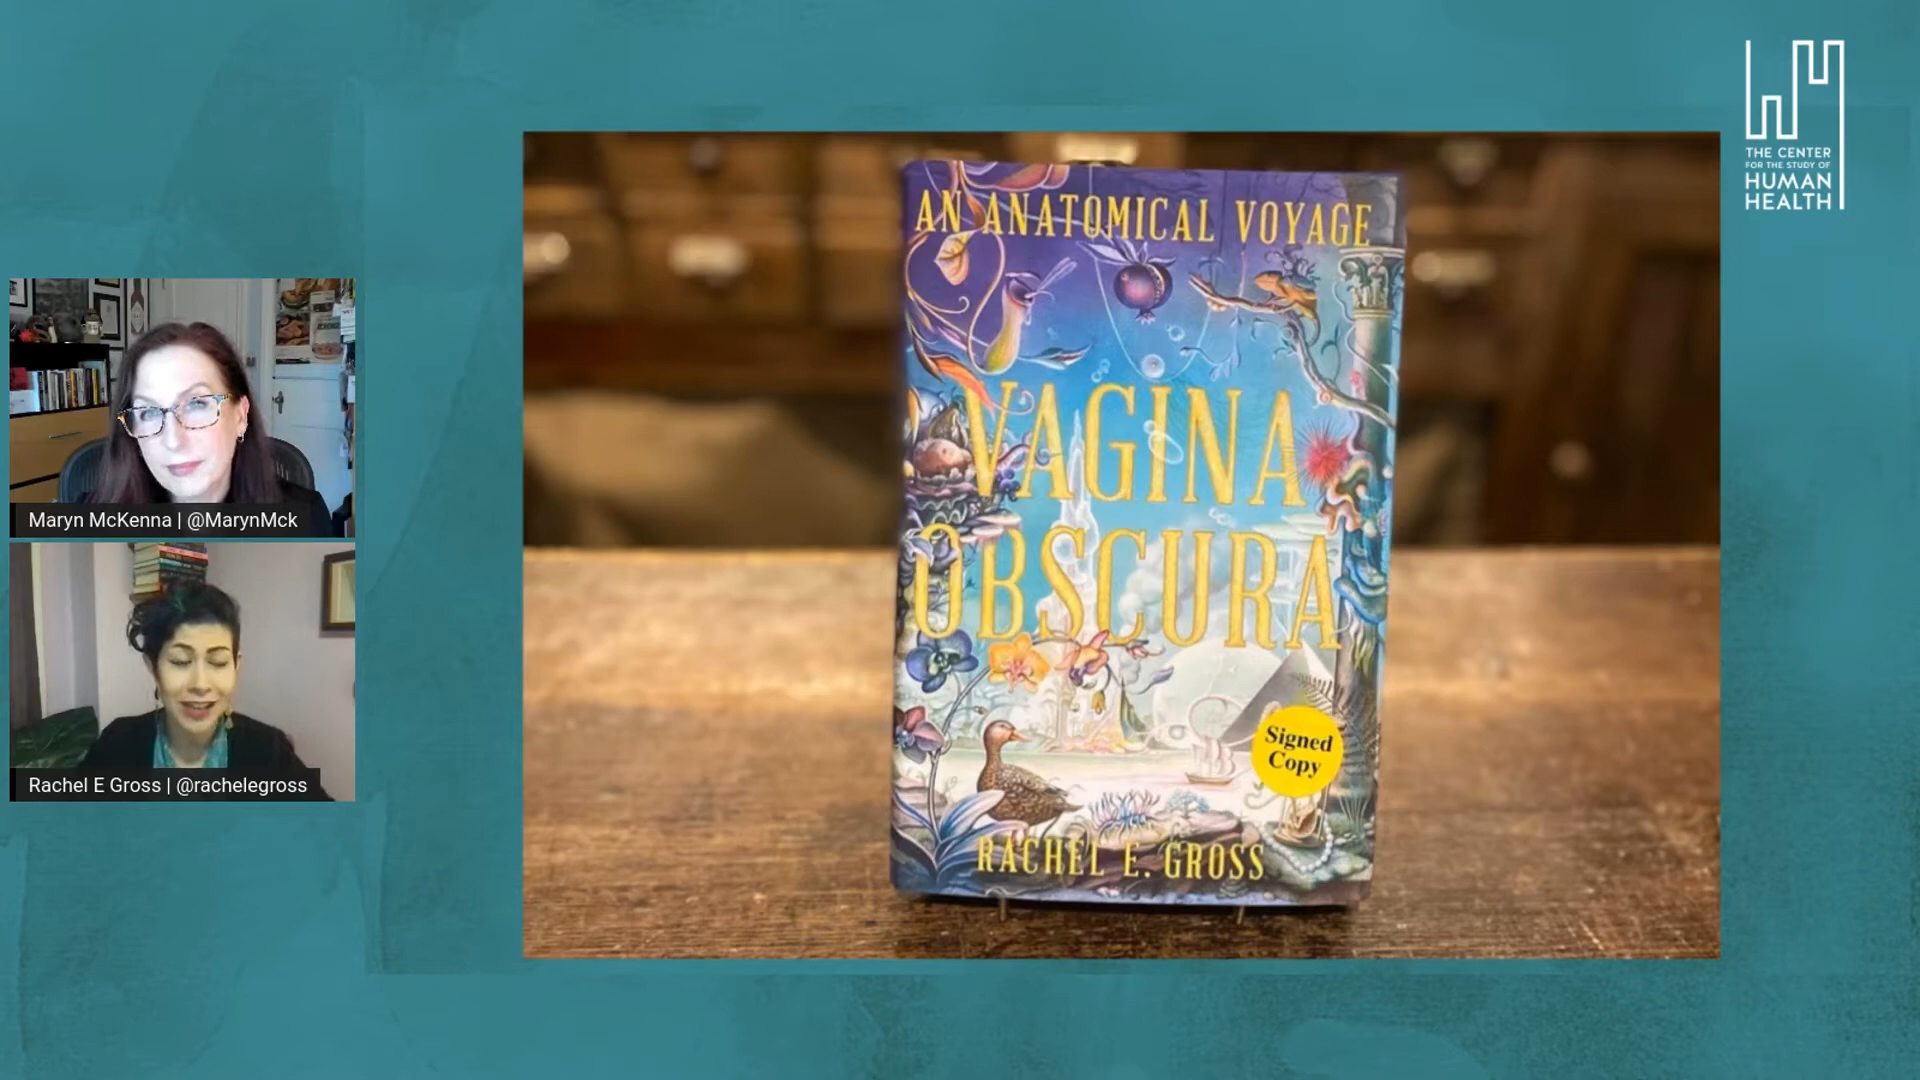 THE CENTER
FOR THE STUDY OF
HUMAN
HEALTH
AN ANATOMICAL VOYAGE
VAGINA
OBSCURA
Signed
Copy
RACHEL E. GROSS
Maryn McKenna | @MarynMck
Rachel E Gross | @rachelegross